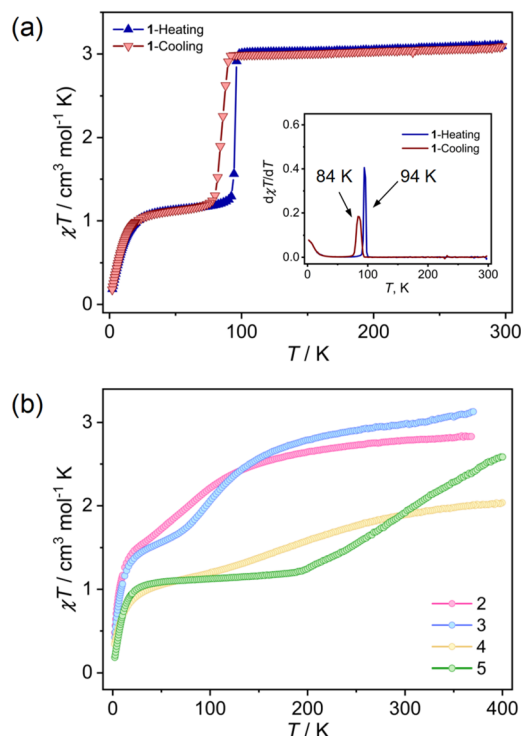 (a)
1-Heating
1-Cooling
χT / cm³ mol⁻¹ K
3
2
1
0
0
100
200
300
T / K
1-Heating
1-Cooling
dχT/dT
0.4
0.2
0.0
84 K
94 K
0
100
200
300
T, K
(b)
χT / cm³ mol⁻¹ K
3
2
1
0
0
100
200
300
400
T / K
2
3
4
5